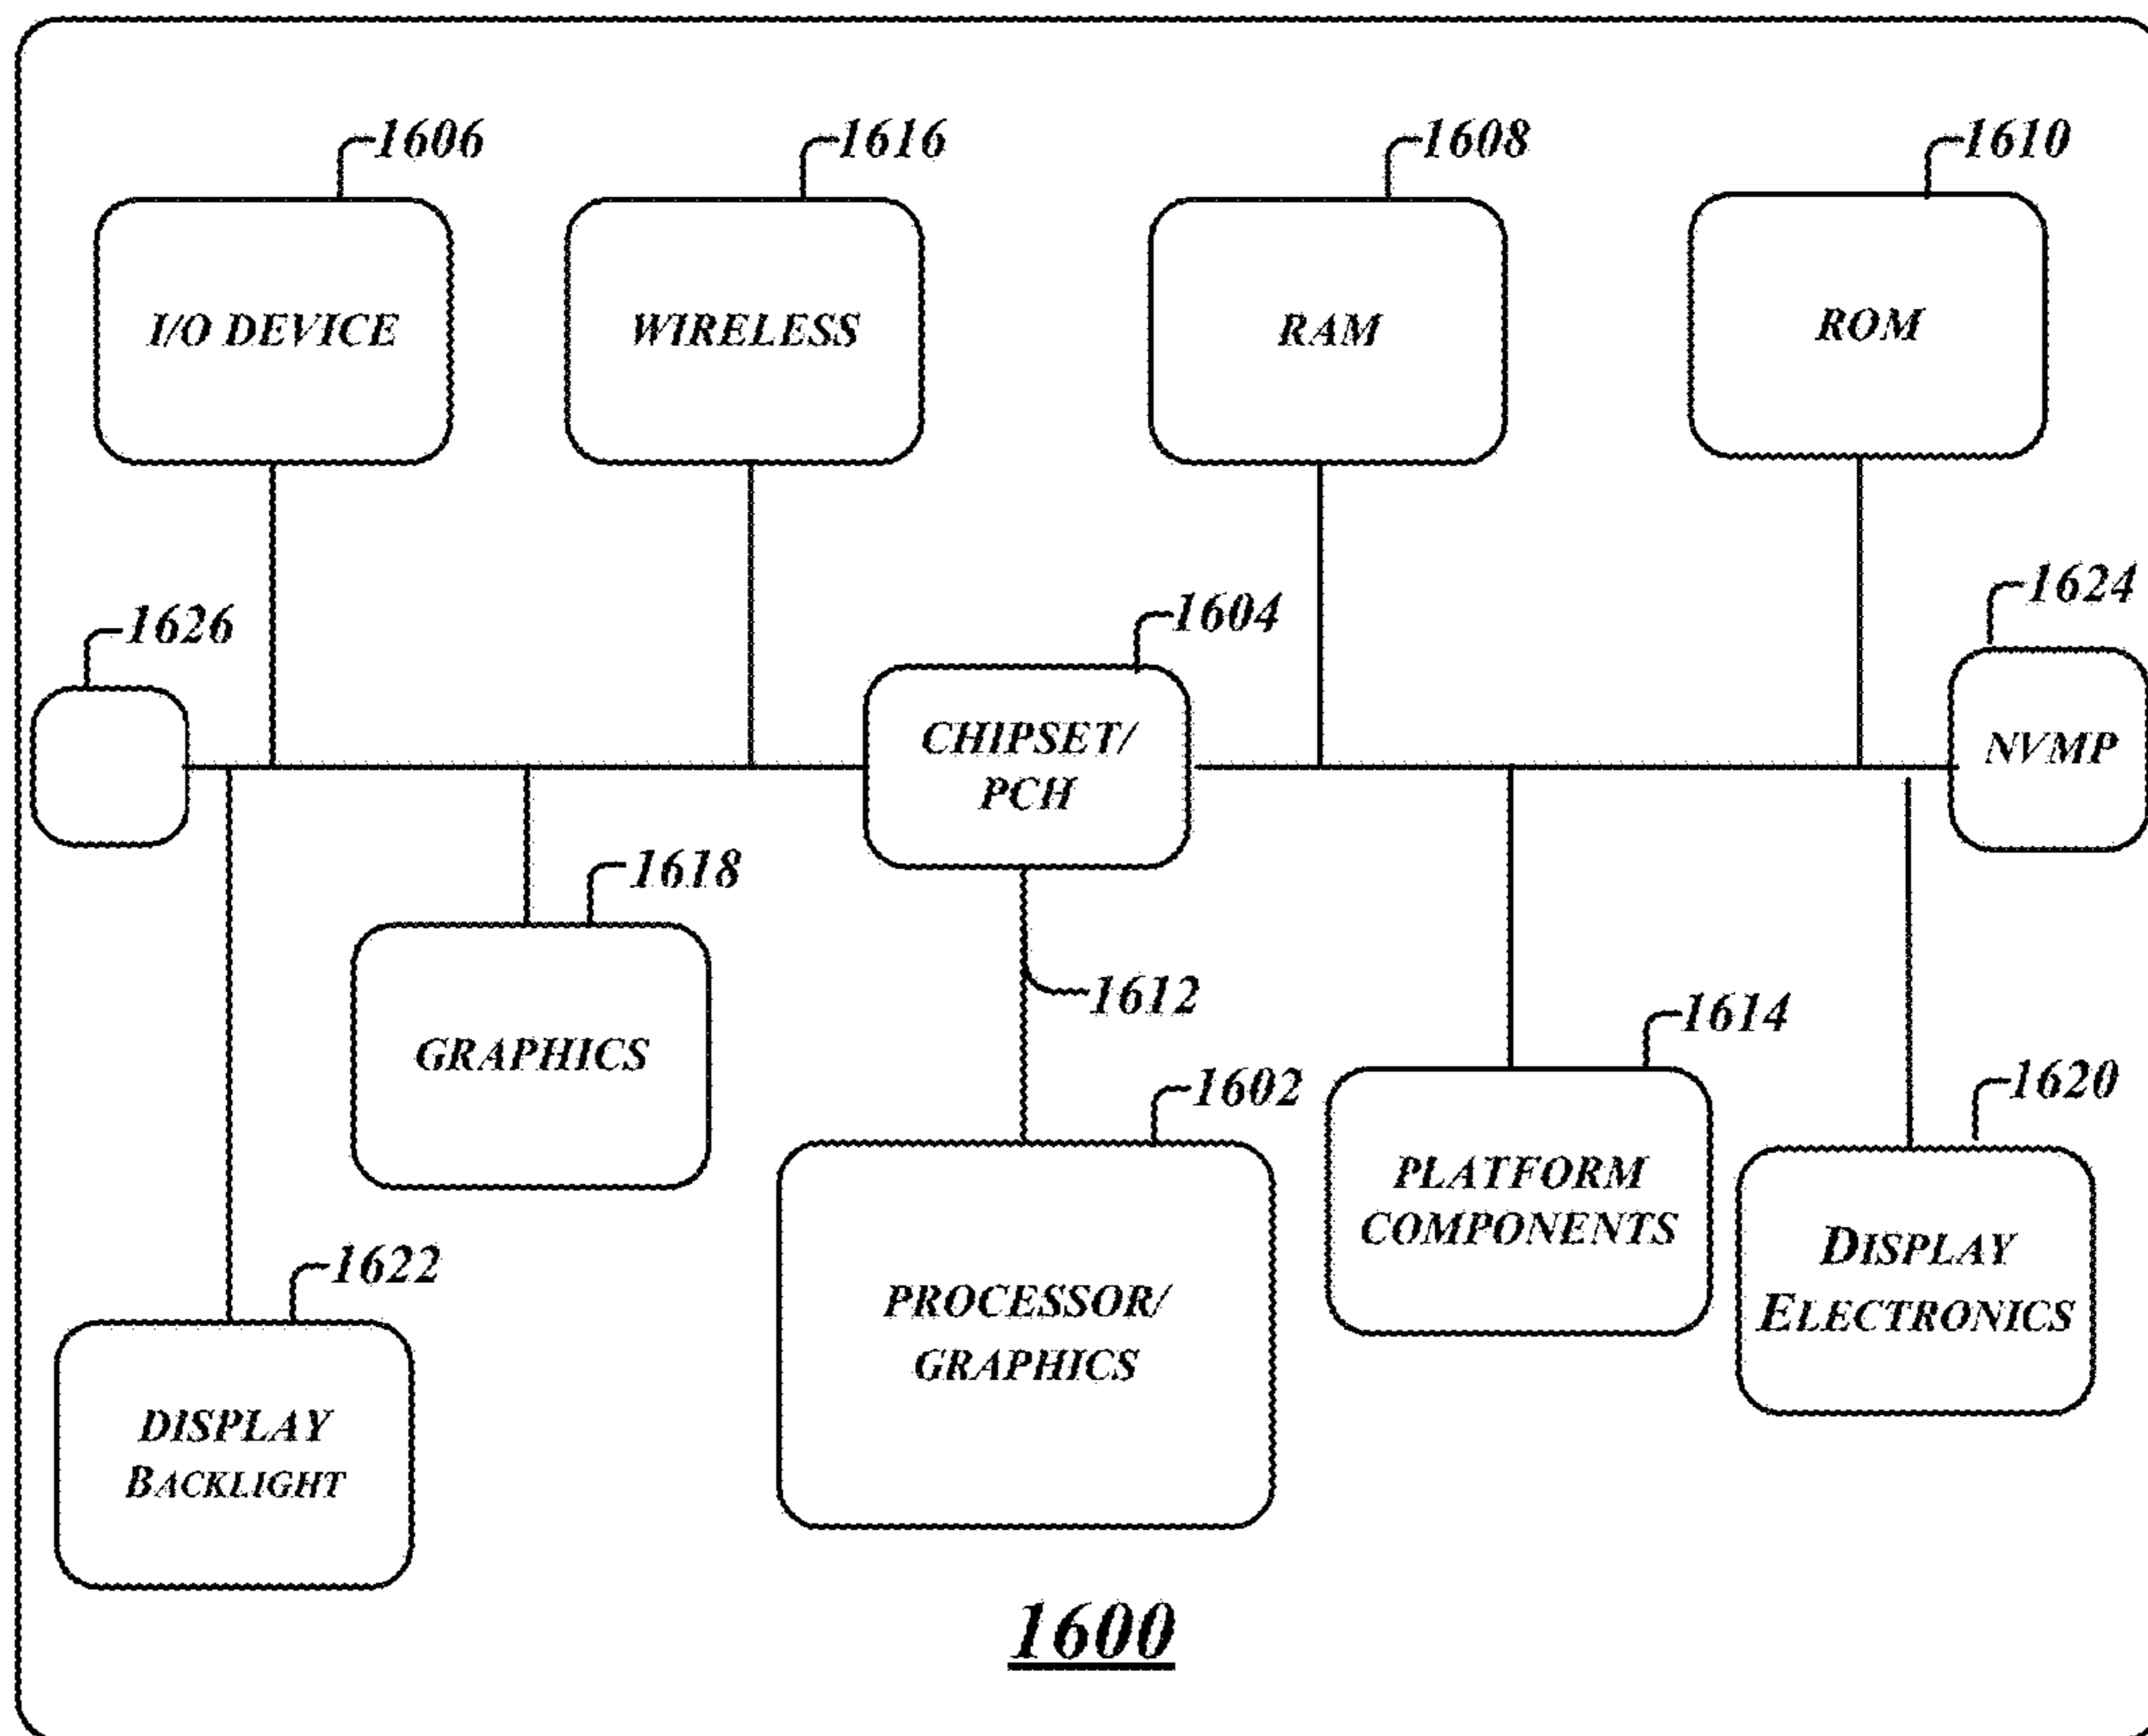 1606
1616
1608
1610
I/O DEVICE
WIRELESS
RAM
ROM
1626
1604
1624
CHIPSET/
PCH
NVMP
1618
1612
1614
GRAPHICS
1602
1620
PLATFORM
COMPONENTS
DISPLAY
ELECTRONICS
1622
PROCESSOR/
GRAPHICS
DISPLAY
BACKLIGHT
1600